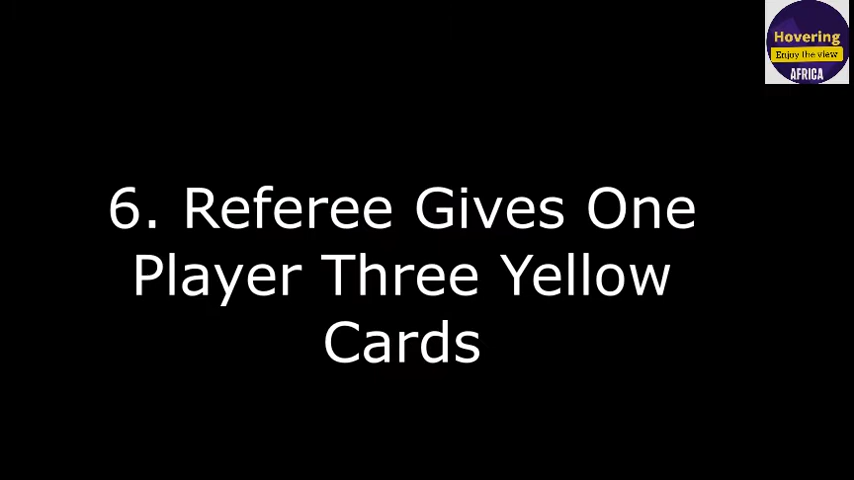 Hovering
Enjoy the view
AFRICA
6. Referee Gives One
Player Three Yellow
Cards